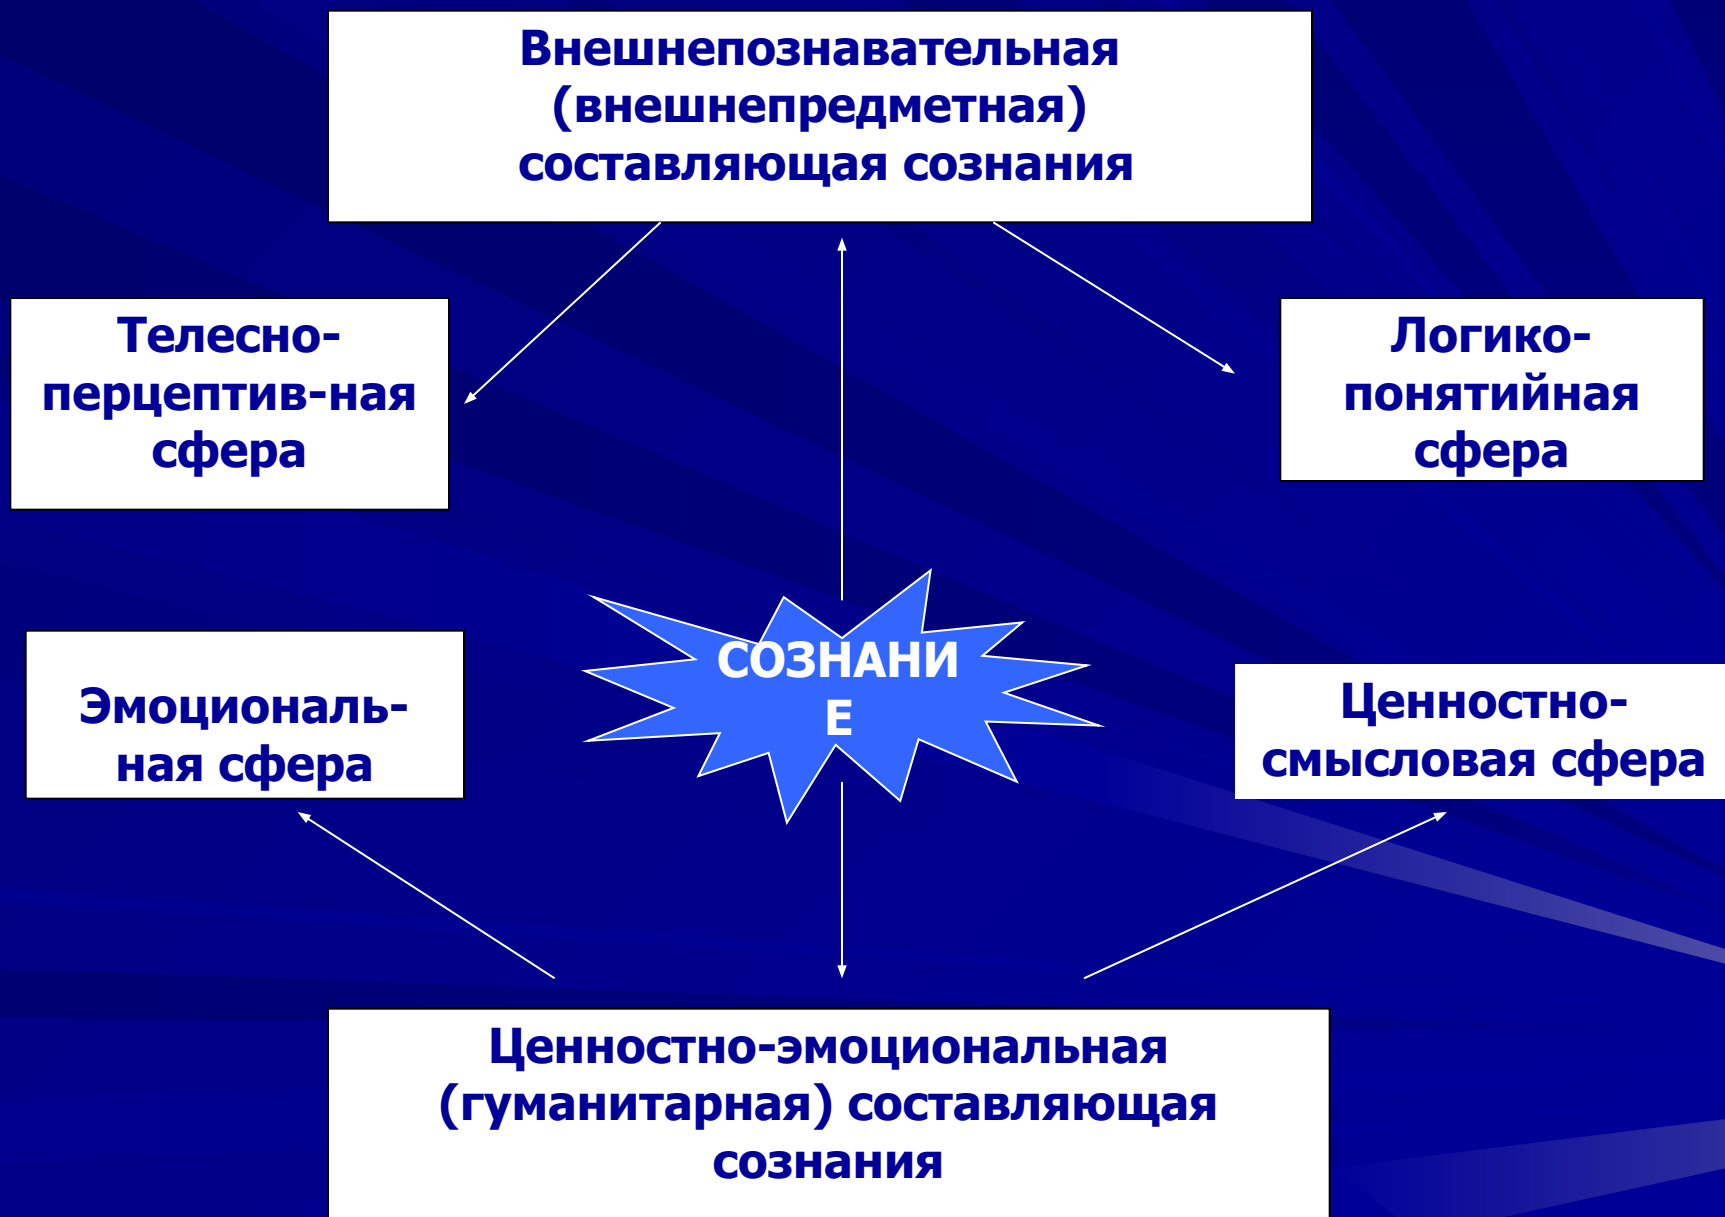 Внешнепознавательная
(внешнепредметная)
составляющая сознания
Телесно-
перцептив-ная
сфера
Логико-
понятийная
сфера
СОЗНАНИ
Е
Эмоциональ-
ная сфера
Ценностно-
смысловая сфера
Ценностно-эмоциональная
(гуманитарная) составляющая
сознания